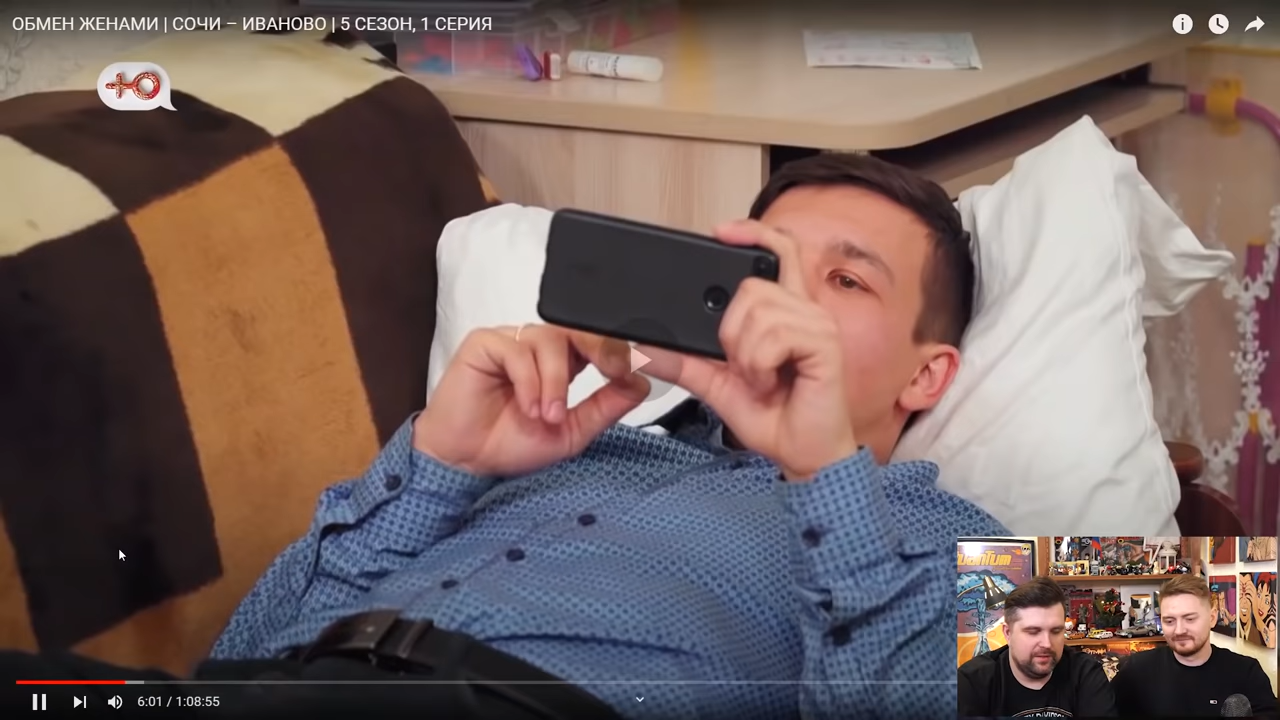 ОБМЕН ЖЕНАМИ | СОЧИ – ИВАНОВО | 5 СЕЗОН, 1 СЕРИЯ
Ю
6:01 / 1:08:55